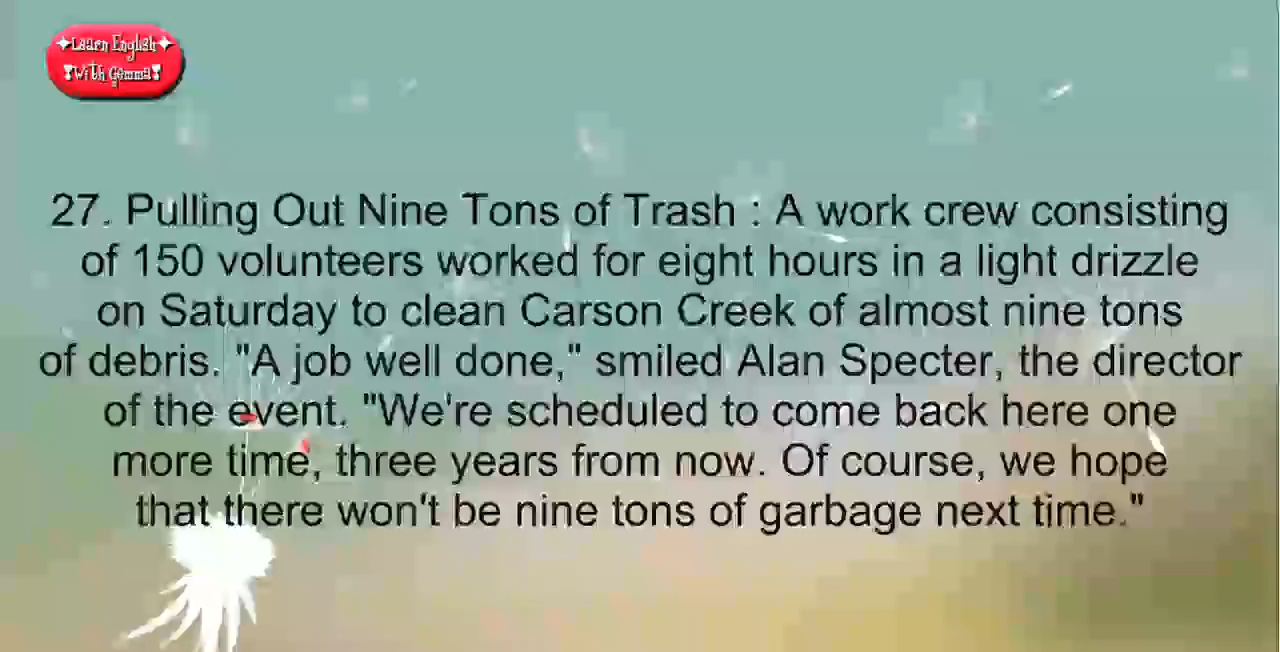 ✦Learn English✦
❣With Gemma❣
27. Pulling Out Nine Tons of Trash : A work crew consisting
of 150 volunteers worked for eight hours in a light drizzle
on Saturday to clean Carson Creek of almost nine tons
of debris. "A job well done," smiled Alan Specter, the director
of the event. "We're scheduled to come back here one
more time, three years from now. Of course, we hope
that there won't be nine tons of garbage next time."